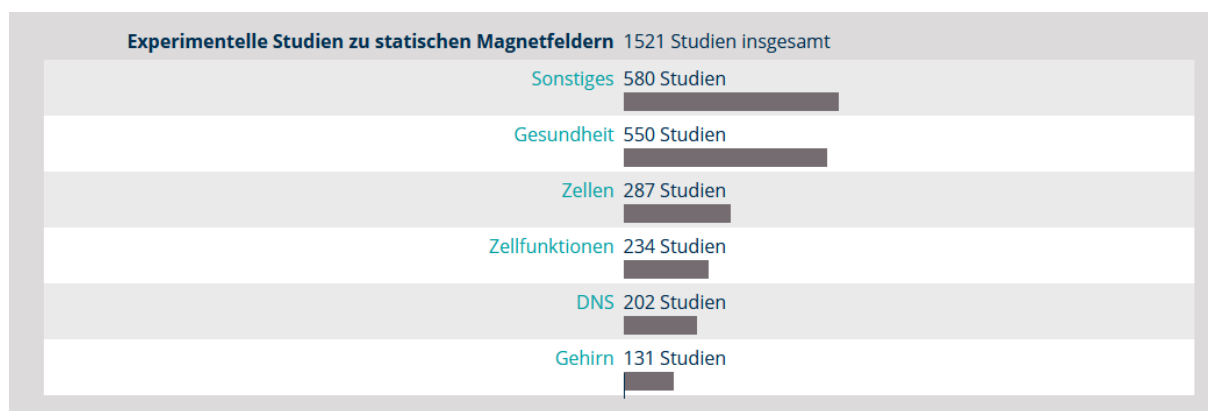 Experimentelle Studien zu statischen Magnetfeldern 1521 Studien insgesamt
Sonstiges 580 Studien
Gesundheit 550 Studien
Zellen 287 Studien
Zellfunktionen 234 Studien
DNS 202 Studien
Gehirn 131 Studien